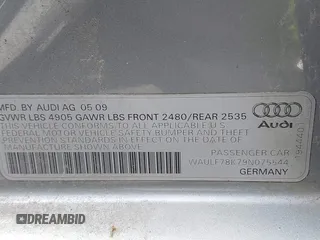 MFD. BY AUDI AG 05 09
GVWR LBS 4905 GAWR LBS FRONT 2480/REAR 2535
THIS VEHICLE CONFORMS TO ALL APPLICABLE U.S
FEDERAL MOTOR VEHICLE SAFETY BUMPER AND THEFT
PREVENTION STANDARDS IN EFFECT ON THE DATE OF
MANUFACTURE SHOWN ABOVE
Audi
PASSENGER CAR
GERMANY
DREAMBID